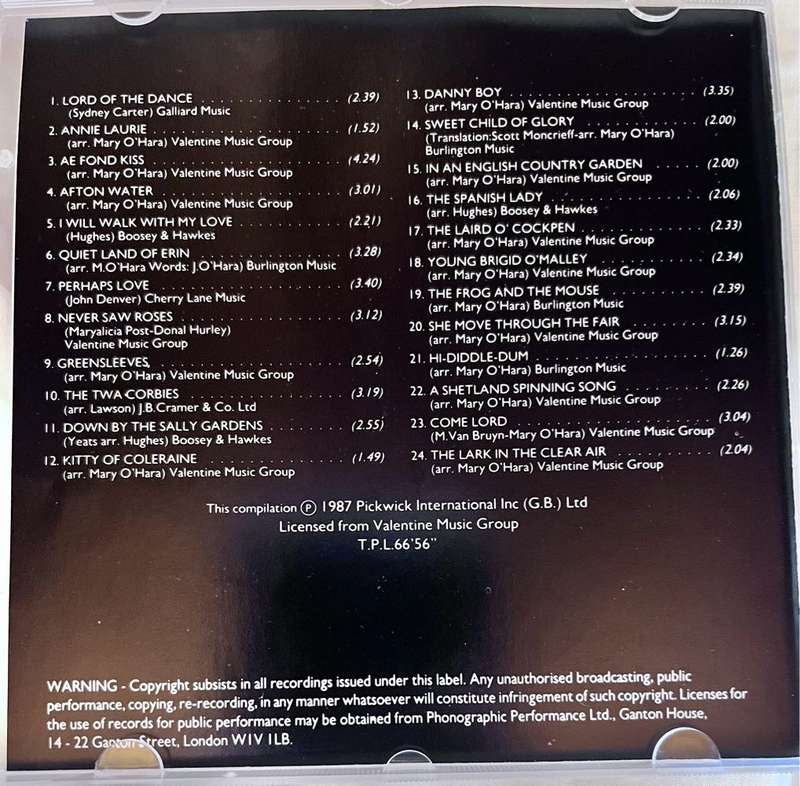 1. LORD OF THE DANCE . . . . . . . . . . . . (2.39)
(Sydney Carter) Galliard Music
2. ANNIE LAURIE . . . . . . . . . . . . . . . . . (1.52)
(arr. Mary O'Hara) Valentine Music Group
3. AE FOND KISS . . . . . . . . . . . . . . . . . (4.24)
(arr. Mary O'Hara) Valentine Music Group
4. AFTON WATER . . . . . . . . . . . . . . . . (3.01)
(arr. Mary O'Hara) Valentine Music Group
5. I WILL WALK WITH MY LOVE . . . . . . . (2.21)
(Hughes) Boosey & Hawkes
6. QUIET LAND OF ERIN . . . . . . . . . . . . (3.28)
(arr. M.O'Hara Words: J.O'Hara) Burlington Music
7. PERHAPS LOVE . . . . . . . . . . . . . . . . (3.40)
(John Denver) Cherry Lane Music
8. NEVER SAW ROSES . . . . . . . . . . . . . (3.12)
(Maryalicia Post-Donal Hurley)
Valentine Music Group
9. GREENSLEEVES . . . . . . . . . . . . . . . . (2.54)
(arr. Mary O'Hara) Valentine Music Group
10. THE TWA CORBIES . . . . . . . . . . . . . (3.19)
(arr. Lawson) J.B.Cramer & Co. Ltd
11. DOWN BY THE SALLY GARDENS . . . . . (2.55)
(Yeats arr. Hughes) Boosey & Hawkes
12. KITTY OF COLERAINE . . . . . . . . . . . (1.49)
(arr. Mary O'Hara) Valentine Music Group
13. DANNY BOY . . . . . . . . . . . . . . . . . (3.35)
(arr. Mary O'Hara) Valentine Music Group
14. SWEET CHILD OF GLORY . . . . . . . . . (2.00)
(Translation:Scott Moncrieff-arr. Mary O'Hara)
Burlington Music
15. IN AN ENGLISH COUNTRY GARDEN . . . . . (2.00)
(arr. Mary O'Hara) Valentine Music Group
16. THE SPANISH LADY . . . . . . . . . . . . (2.06)
(arr. Hughes) Boosey & Hawkes
17. THE LAIRD O' COCKPEN . . . . . . . . . (2.33)
(arr. Mary O'Hara) Valentine Music Group
18. YOUNG BRIGID O'MALLEY . . . . . . . . (2.34)
(arr. Mary O'Hara) Valentine Music Group
19. THE FROG AND THE MOUSE . . . . . . . (2.39)
(arr. Mary O'Hara) Burlington Music
20. SHE MOVE THROUGH THE FAIR . . . . . . (3.15)
(arr. Mary O'Hara) Valentine Music Group
21. HI-DIDDLE-DUM . . . . . . . . . . . . . . (1.26)
(arr. Mary O'Hara) Burlington Music
22. A SHETLAND SPINNING SONG . . . . . . . (2.26)
(arr. Mary O'Hara) Valentine Music Group
23. COME LORD . . . . . . . . . . . . . . . . (3.04)
(M.Van Bruyn-Mary O'Hara) Valentine Music Group
24. THE LARK IN THE CLEAR AIR . . . . . . . (2.04)
(arr. Mary O'Hara) Valentine Music Group
This compilation ℗ 1987 Pickwick International Inc (G.B.) Ltd
Licensed from Valentine Music Group
T.P.L.66'56"
WARNING - Copyright subsists in all recordings issued under this label. Any unauthorised broadcasting, public
performance, copying, re-recording, in any manner whatsoever will constitute infringement of such copyright. Licenses for
the use of records for public performance may be obtained from Phonographic Performance Ltd., Ganton House,
14 - 22 Ganton Street, London W1V 1LB.